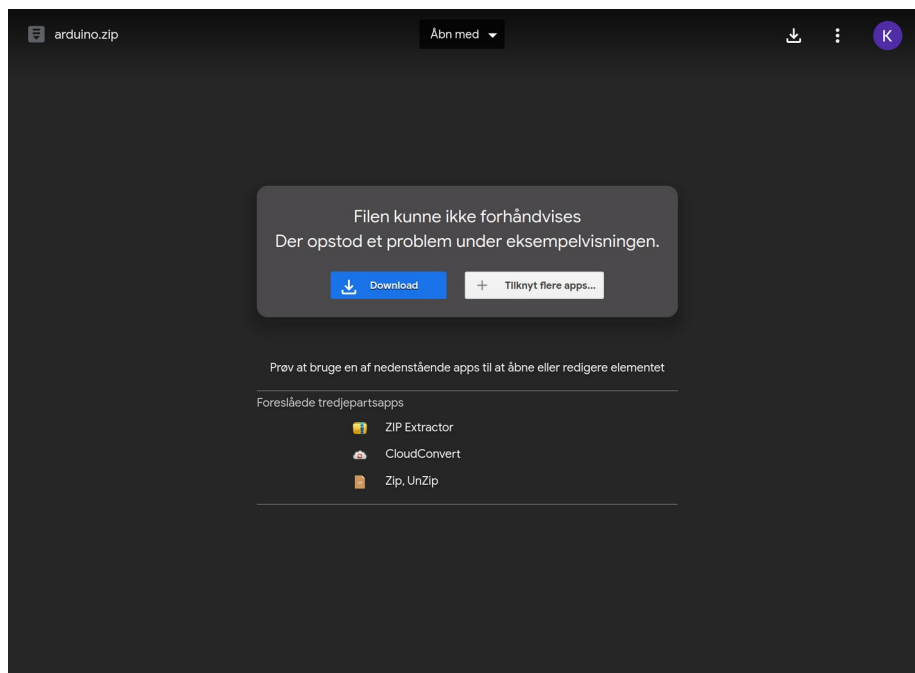 arduino.zip
Åbn med
K
Filen kunne ikke forhåndvises
Der opstod et problem under eksempelvisningen.
Download
+ Tilknyt flere apps...
Prøv at bruge en af nedenstående apps til at åbne eller redigere elementet
Foreslåede tredjepartsapps
ZIP Extractor
CloudConvert
Zip, UnZip